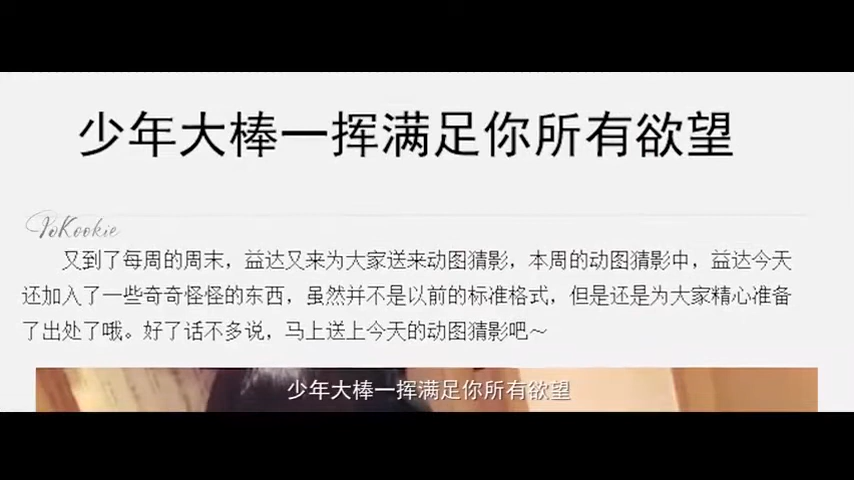 少年大棒一挥满足你所有欲望
YoKookie
又到了每周的周末，益达又来为大家送来动图猜影，本周的动图猜影中，益达今天
还加入了一些奇奇怪怪的东西，虽然并不是以前的标准格式，但是还是为大家精心准备
了出处了哦。好了话不多说，马上送上今天的动图猜影吧～
少年大棒一挥满足你所有欲望